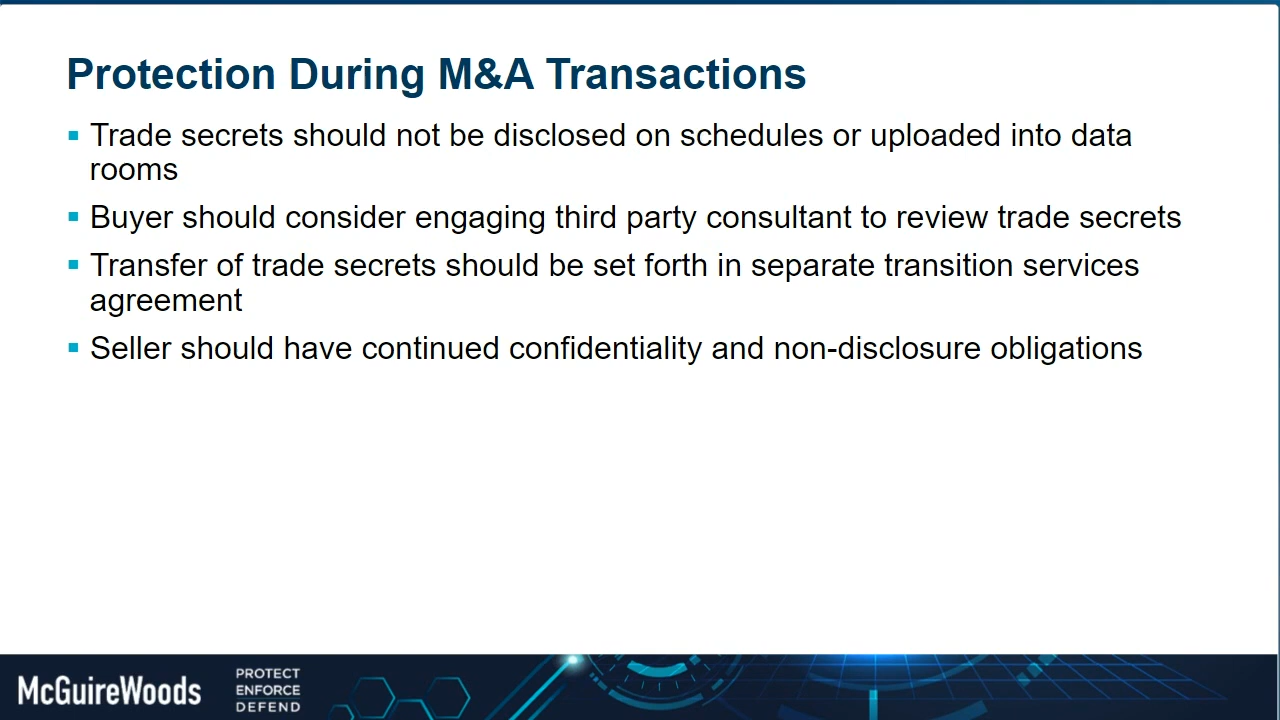 Protection During M&A Transactions
Trade secrets should not be disclosed on schedules or uploaded into data
rooms
Buyer should consider engaging third party consultant to review trade secrets
Transfer of trade secrets should be set forth in separate transition services
agreement
Seller should have continued confidentiality and non-disclosure obligations
McGuireWoods
PROTECT
ENFORCE
DEFEND